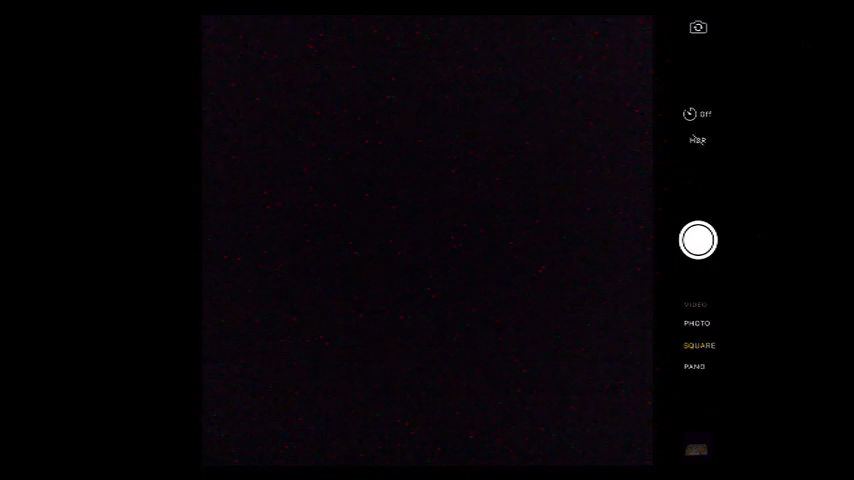 Off
HDR
VIDEO
PHOTO
SQUARE
PANO